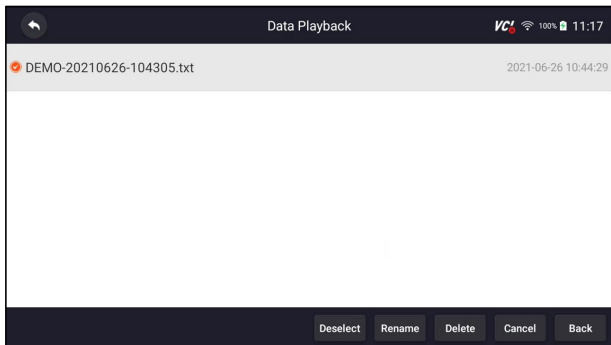 Data Playback
VCI 100% 11:17
DEMO-20210626-104305.txt 2021-06-26 10:44:29
Deselect Rename Delete Cancel Back